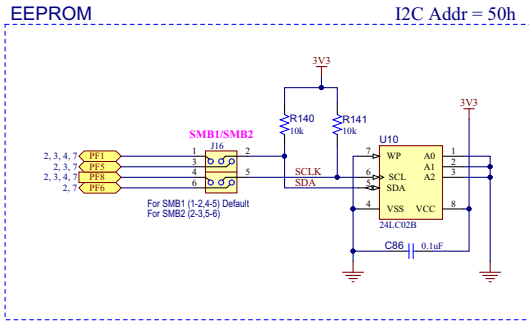 EEPROM
I2C Addr = 50h
3V3
R140
10k
R141
10k
3V3
SMB1/SMB2
J16
U10
2, 3, 4, 7 PF1 1 2
2, 3, 7 PF5 3
2, 3, 4, 7 PF8 4 5 SCLK
2, 7 PF6 6 SDA
7 WP A0 1
A1 2
6 SCL A2 3
5 SDA
4 VSS VCC 8
24LC02B
For SMB1 (1-2,4-5) Default
For SMB2 (2-3,5-6)
C86 0.1uF